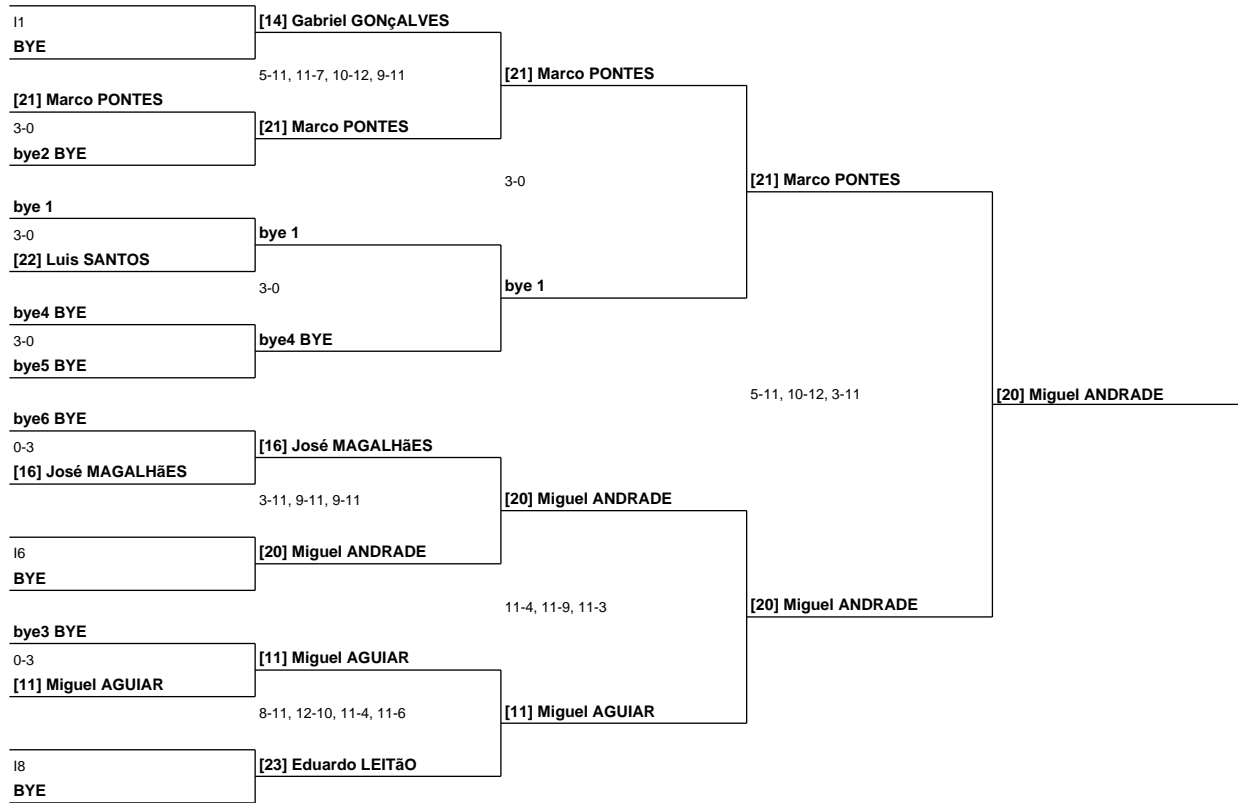 I1
BYE
[14] Gabriel GONçALVES
5-11, 11-7, 10-12, 9-11
[21] Marco PONTES
[21] Marco PONTES
3-0
bye2 BYE
[21] Marco PONTES
3-0
[21] Marco PONTES
bye 1
3-0
[22] Luis SANTOS
bye 1
3-0
bye 1
bye4 BYE
3-0
bye5 BYE
bye4 BYE
5-11, 10-12, 3-11
[20] Miguel ANDRADE
bye6 BYE
0-3
[16] José MAGALHãES
[16] José MAGALHãES
3-11, 9-11, 9-11
[20] Miguel ANDRADE
I6
BYE
[20] Miguel ANDRADE
11-4, 11-9, 11-3
[20] Miguel ANDRADE
bye3 BYE
0-3
[11] Miguel AGUIAR
[11] Miguel AGUIAR
8-11, 12-10, 11-4, 11-6
[11] Miguel AGUIAR
I8
BYE
[23] Eduardo LEITãO